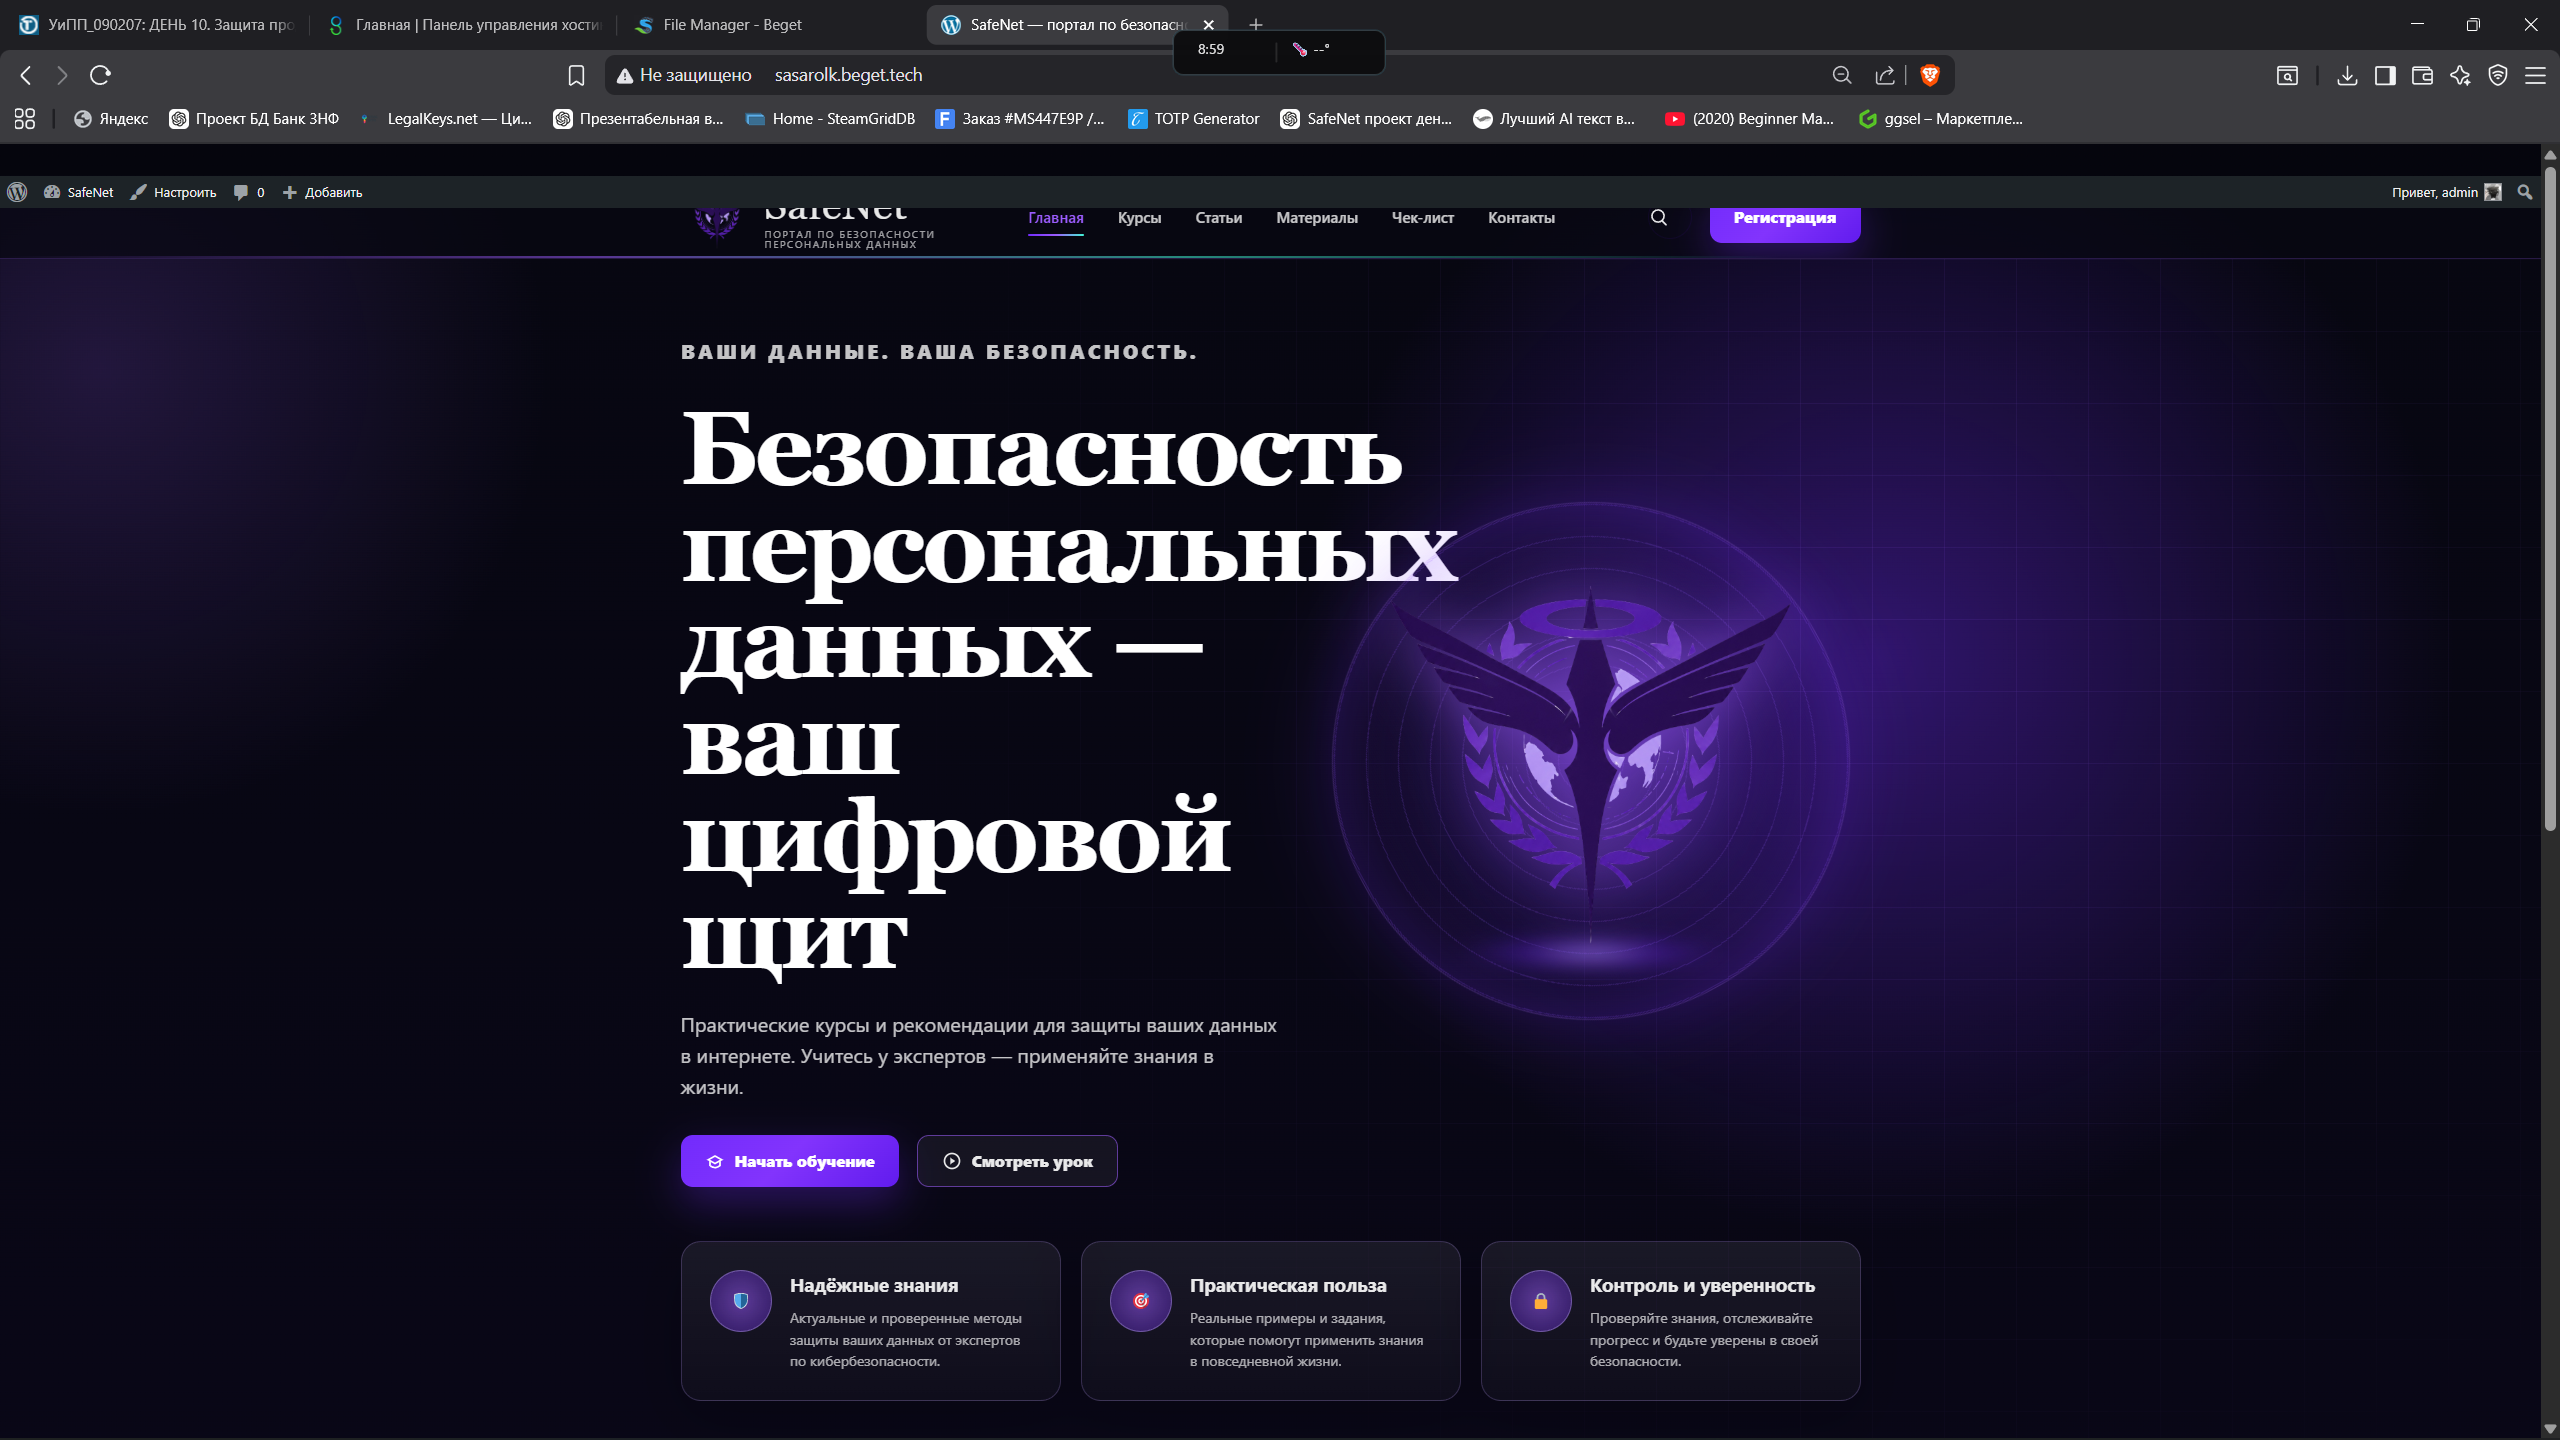 УиПП_090207: ДЕНЬ 10. Защита про
Главная | Панель управления хости
File Manager - Beget
SafeNet — портал по безопасн
8:59
--°
Не защищено
sasarolk.beget.tech
Яндекс
Проект БД Банк ЗНФ
LegalKeys.net — Ци...
Презентабельная в...
Home - SteamGridDB
Заказ #MS447E9P /...
TOTP Generator
SafeNet проект ден...
Лучший AI текст в...
(2020) Beginner Ma...
ggsel – Маркетпле...
SafeNet
Настроить
0
Добавить
Привет, admin
SafeNet
ПОРТАЛ ПО БЕЗОПАСНОСТИ
ПЕРСОНАЛЬНЫХ ДАННЫХ
Главная
Курсы
Статьи
Материалы
Чек-лист
Контакты
Регистрация
ВАШИ ДАННЫЕ. ВАША БЕЗОПАСНОСТЬ.
Безопасность
персональных
данных —
ваш
цифровой
щит
Практические курсы и рекомендации для защиты ваших данных
в интернете. Учитесь у экспертов — применяйте знания в
жизни.
Начать обучение
Смотреть урок
Надёжные знания
Актуальные и проверенные методы
защиты ваших данных от экспертов
по кибербезопасности.
Практическая польза
Реальные примеры и задания,
которые помогут применить знания
в повседневной жизни.
Контроль и уверенность
Проверяйте знания, отслеживайте
прогресс и будьте уверены в своей
безопасности.